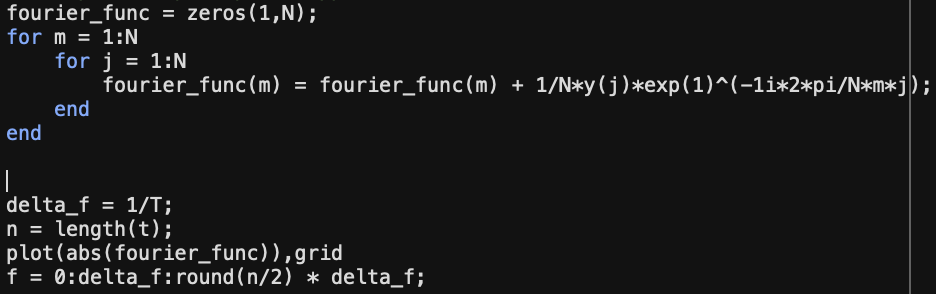 fourier_func = zeros(1,N);
for m = 1:N
    for j = 1:N
        fourier_func(m) = fourier_func(m) + 1/N*y(j)*exp(1)^(-1i*2*pi/N*m*j);
    end
end
delta_f = 1/T;
n = length(t);
plot(abs(fourier_func)),grid
f = 0:delta_f:round(n/2) * delta_f;